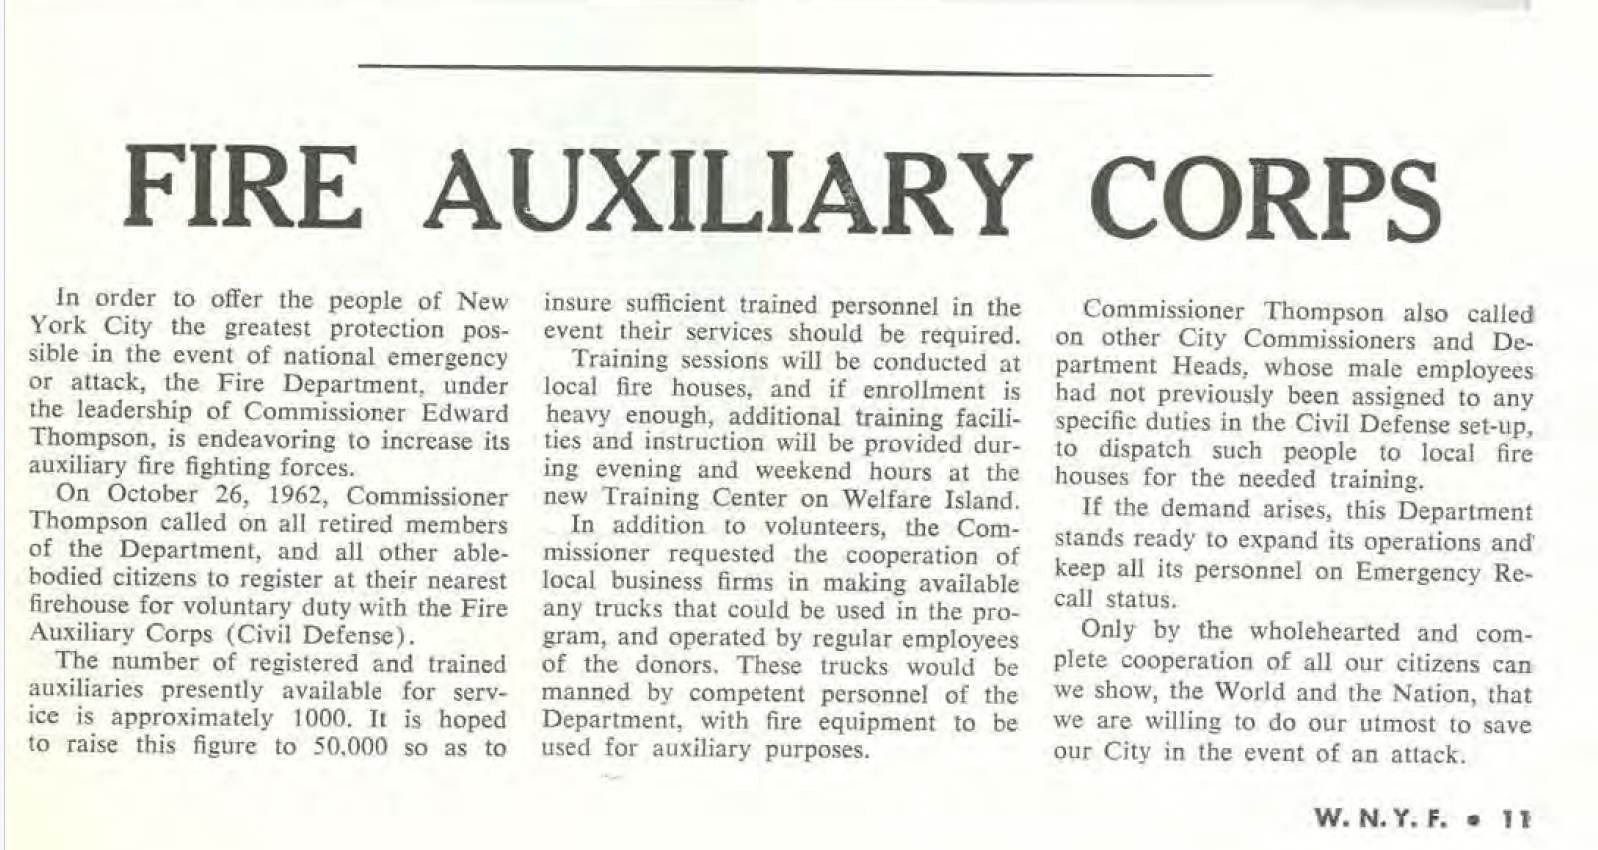 FIRE AUXILIARY CORPS
In order to offer the people of New
York City the greatest protection pos-
sible in the event of national emergency
or attack, the Fire Department, under
the leadership of Commissioner Edward
Thompson, is endeavoring to increase its
auxiliary fire fighting forces.
On October 26, 1962, Commissioner
Thompson called on all retired members
of the Department, and all other able-
bodied citizens to register at their nearest
firehouse for voluntary duty with the Fire
Auxiliary Corps (Civil Defense).
The number of registered and trained
auxiliaries presently available for serv-
ice is approximately 1000. It is hoped
to raise this figure to 50,000 so as to
insure sufficient trained personnel in the
event their services should be required.
Training sessions will be conducted at
local fire houses, and if enrollment is
heavy enough, additional training facili-
ties and instruction will be provided dur-
ing evening and weekend hours at the
new Training Center on Welfare Island.
In addition to volunteers, the Com-
missioner requested the cooperation of
local business firms in making available
any trucks that could be used in the pro-
gram, and operated by regular employees
of the donors. These trucks would be
manned by competent personnel of the
Department, with fire equipment to be
used for auxiliary purposes.
Commissioner Thompson also called
on other City Commissioners and De-
partment Heads, whose male employees
had not previously been assigned to any
specific duties in the Civil Defense set-up,
to dispatch such people to local fire
houses for the needed training.
If the demand arises, this Department
stands ready to expand its operations and
keep all its personnel on Emergency Re-
call status.
Only by the wholehearted and com-
plete cooperation of all our citizens can
we show, the World and the Nation, that
we are willing to do our utmost to save
our City in the event of an attack.
W. N. Y. F. • 11